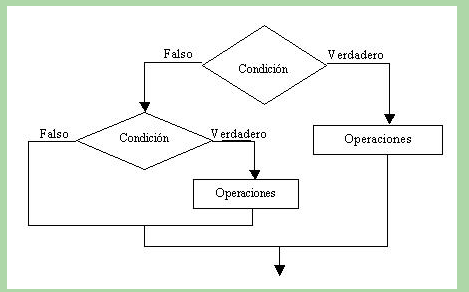 Falso
Verdadero
Condición
Falso
Condición
Verdadero
Operaciones
Operaciones